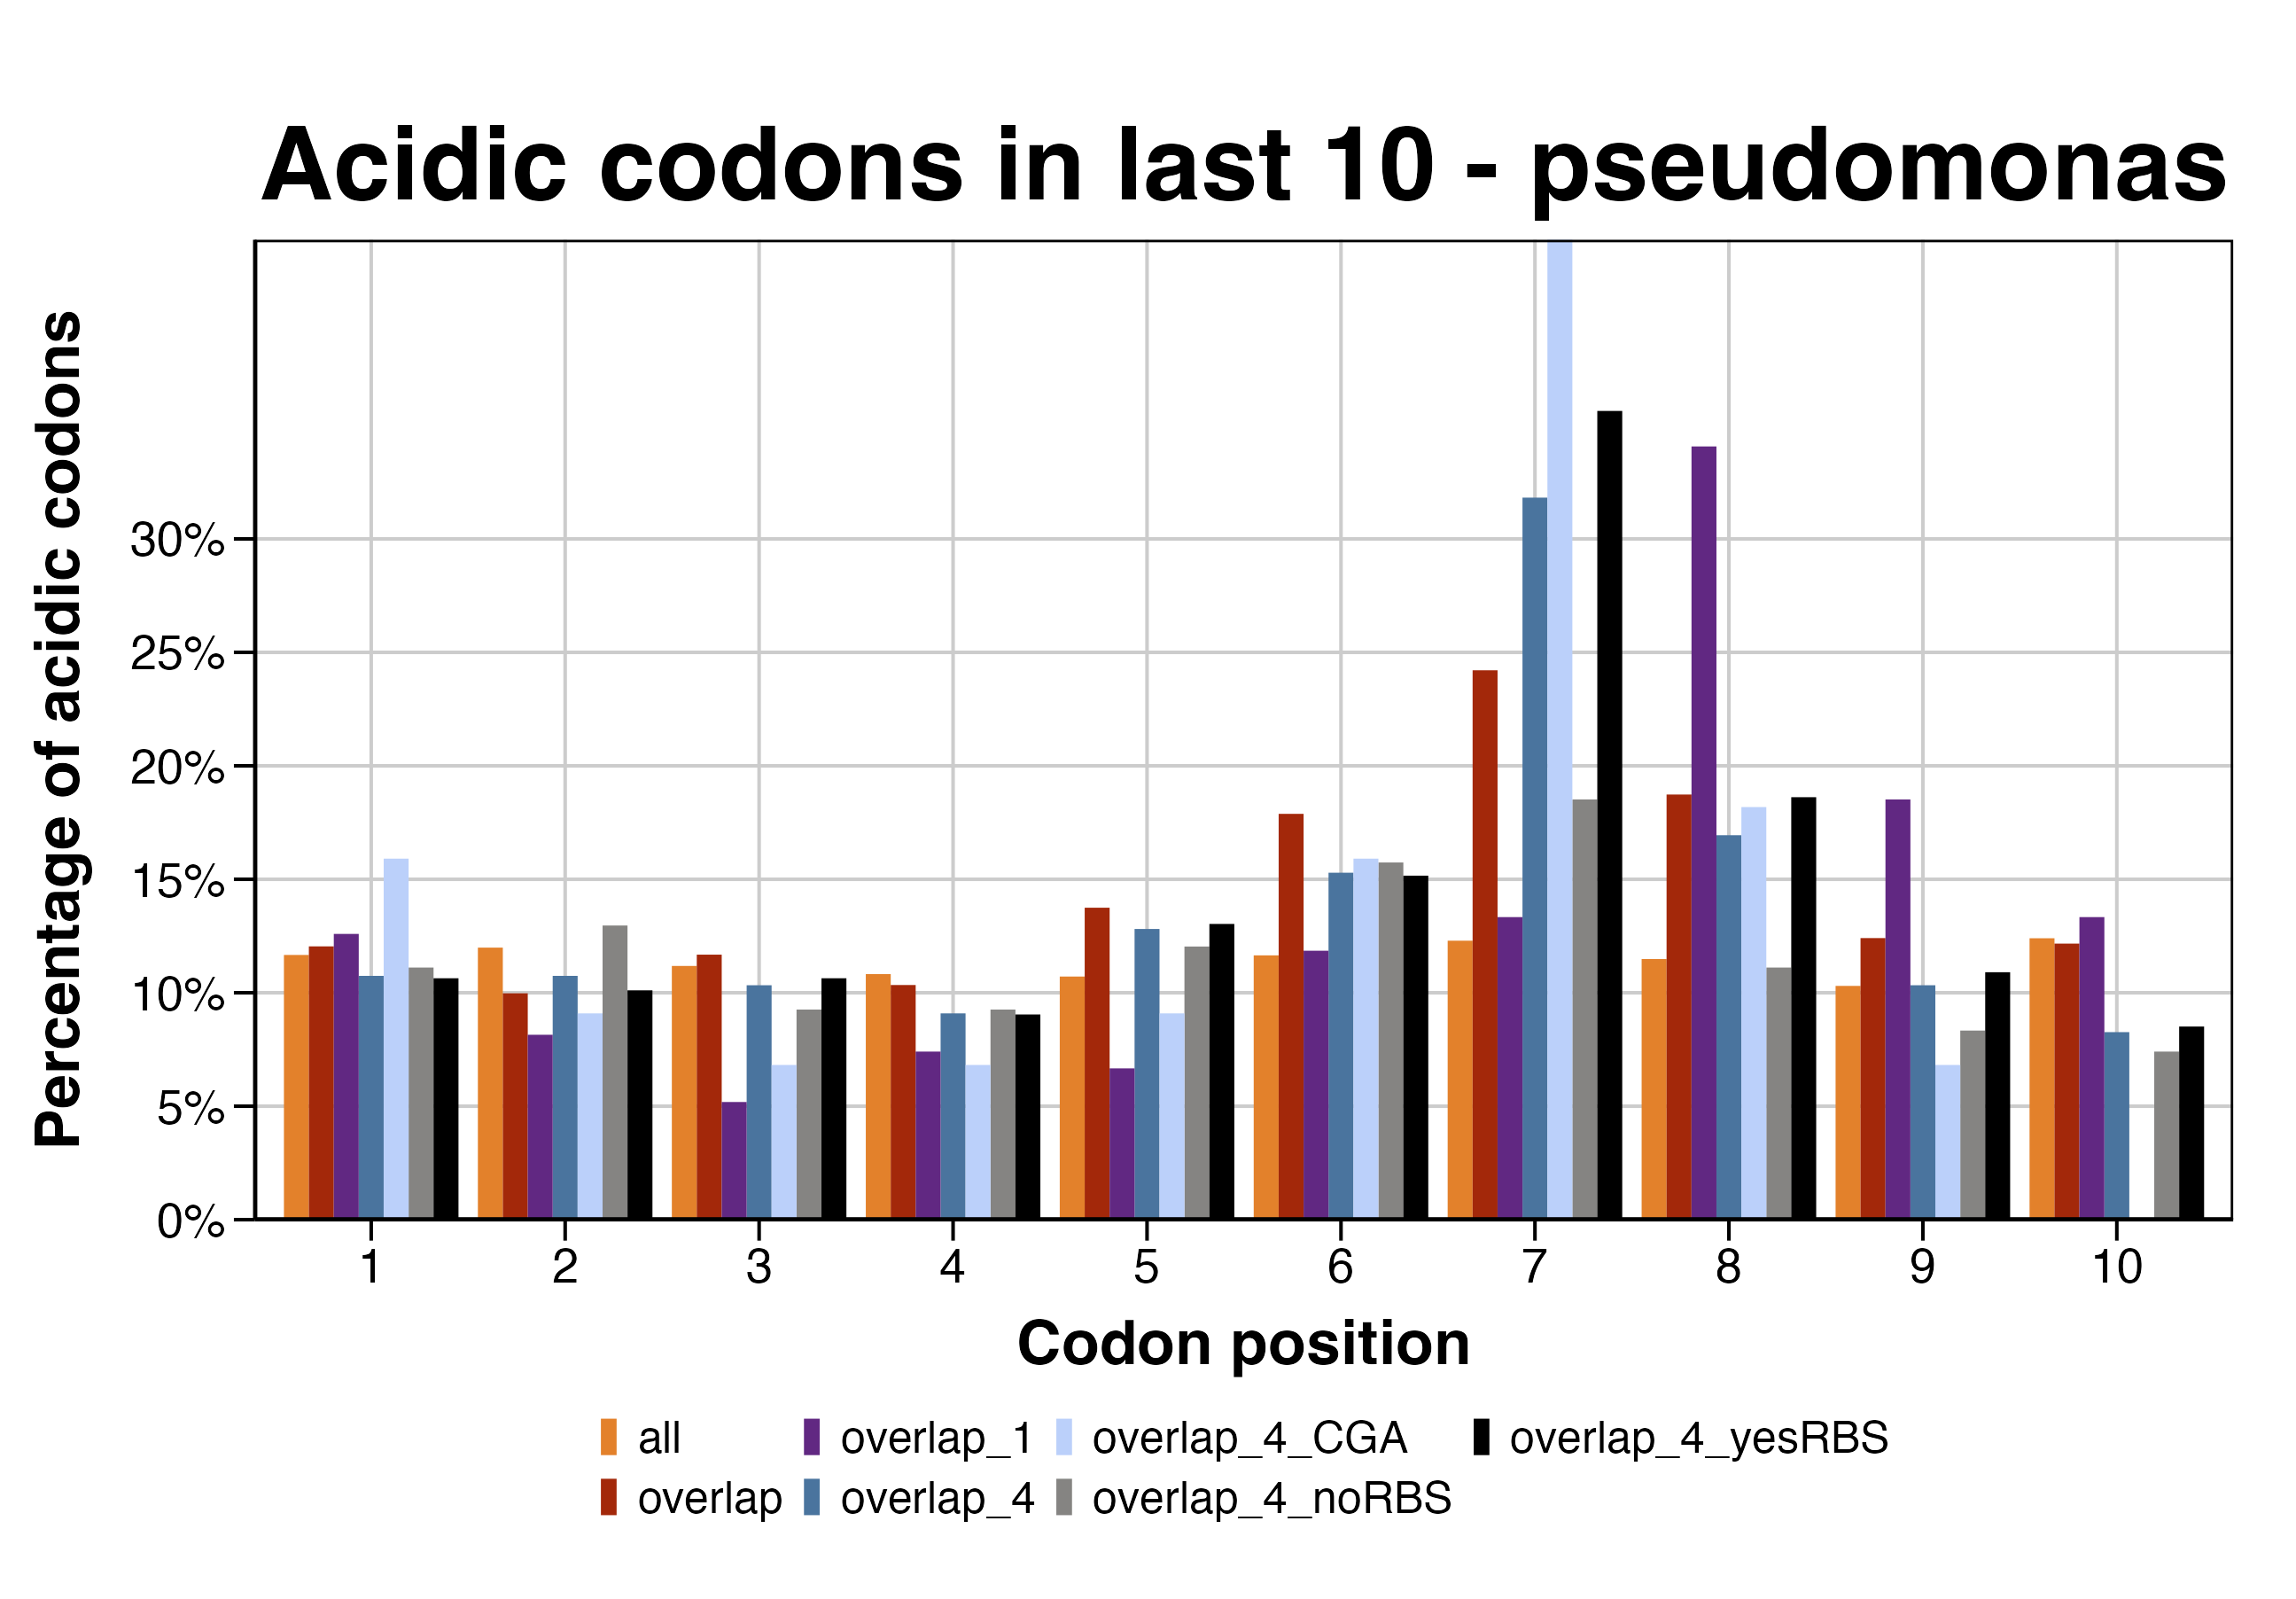 Acidic codons in last 10 - pseudomonas
Percentage of acidic codons
30%
25%
20%
15%
10%
5%
0%
1 2 3 4 5 6 7 8 9 10
Codon position
all overlap_1 overlap_4_CGA overlap_4_yesRBS
overlap overlap_4 overlap_4_noRBS